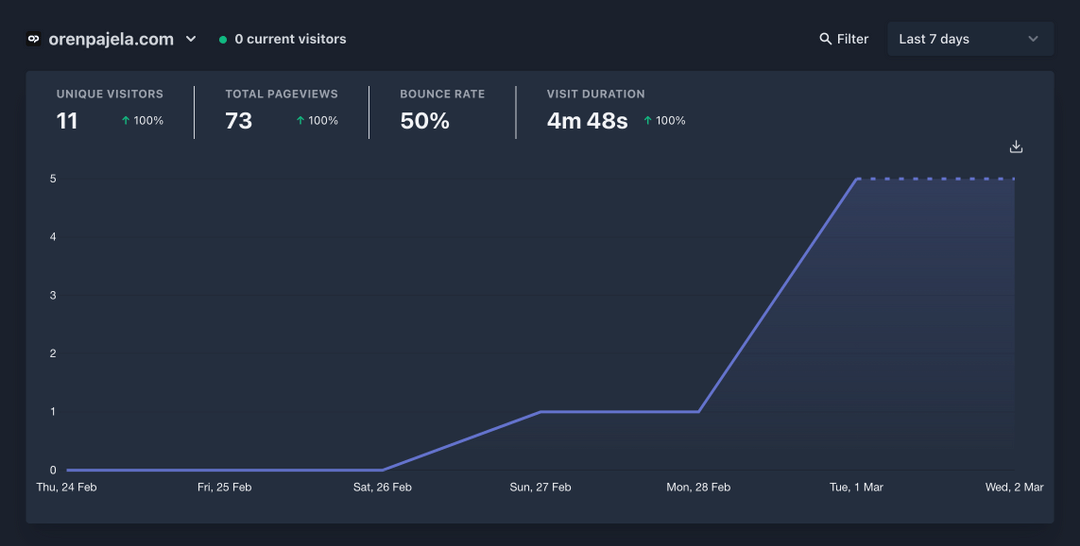 op orenpajela.com 0 current visitors Filter Last 7 days
UNIQUE VISITORS TOTAL PAGEVIEWS BOUNCE RATE VISIT DURATION
11 ↑ 100% 73 ↑ 100% 50% 4m 48s ↑ 100%
5
4
3
2
1
0
Thu, 24 Feb Fri, 25 Feb Sat, 26 Feb Sun, 27 Feb Mon, 28 Feb Tue, 1 Mar Wed, 2 Mar